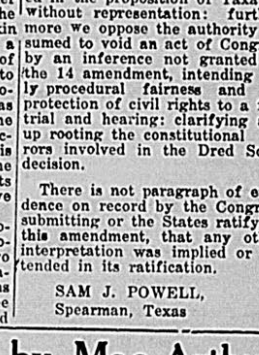 without representation: furt
more we oppose the authority
sumed to void an act of Congr
by an inference not granted
the 14 amendment, intending
ly procedural fairness and
protection of civil rights to a
trial and hearing: clarifying
up rooting the constitutional
rors involved in the Dred Sc
decision.
There is not paragraph of e
dence on record by the Congr
submitting or the States ratify
this amendment, that any ot
interpretation was implied or
tended in its ratification.
SAM J. POWELL,
Spearman, Texas